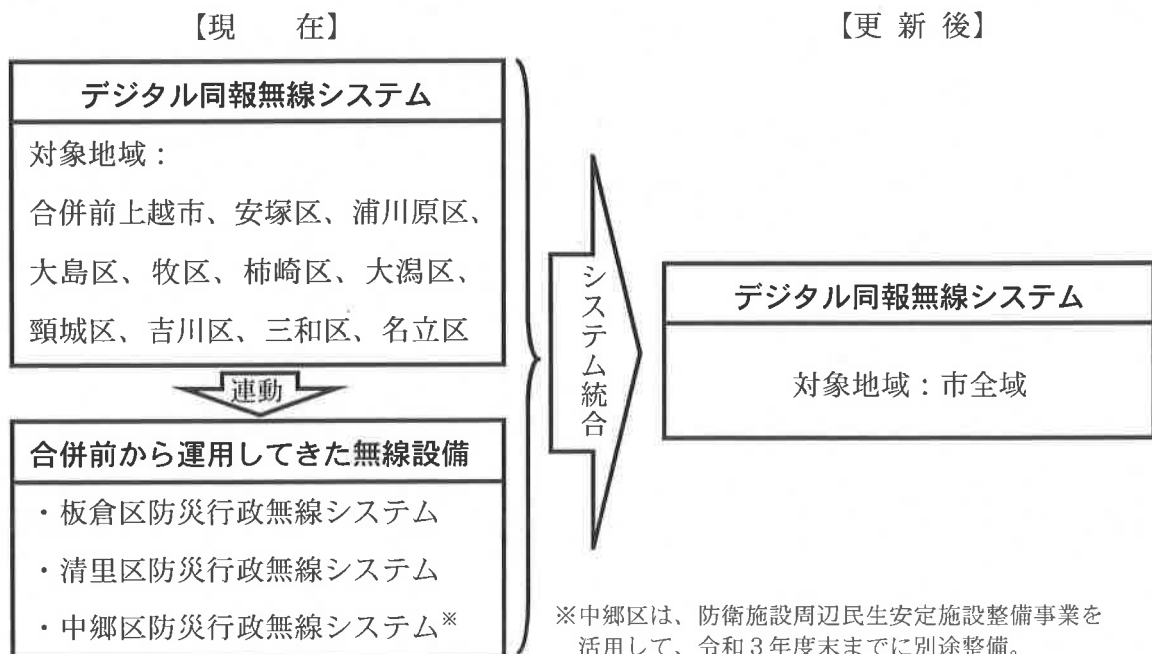 【現　　在】
デジタル同報無線システム
対象地域：
合併前上越市、安塚区、浦川原区、
大島区、牧区、柿崎区、大潟区、
頸城区、吉川区、三和区、名立区
連動
合併前から運用してきた無線設備
・板倉区防災行政無線システム
・清里区防災行政無線システム
・中郷区防災行政無線システム※
システム統合
【更 新 後】
デジタル同報無線システム
対象地域：市全域
※中郷区は、防衛施設周辺民生安定施設整備事業を
活用して、令和３年度末までに別途整備。